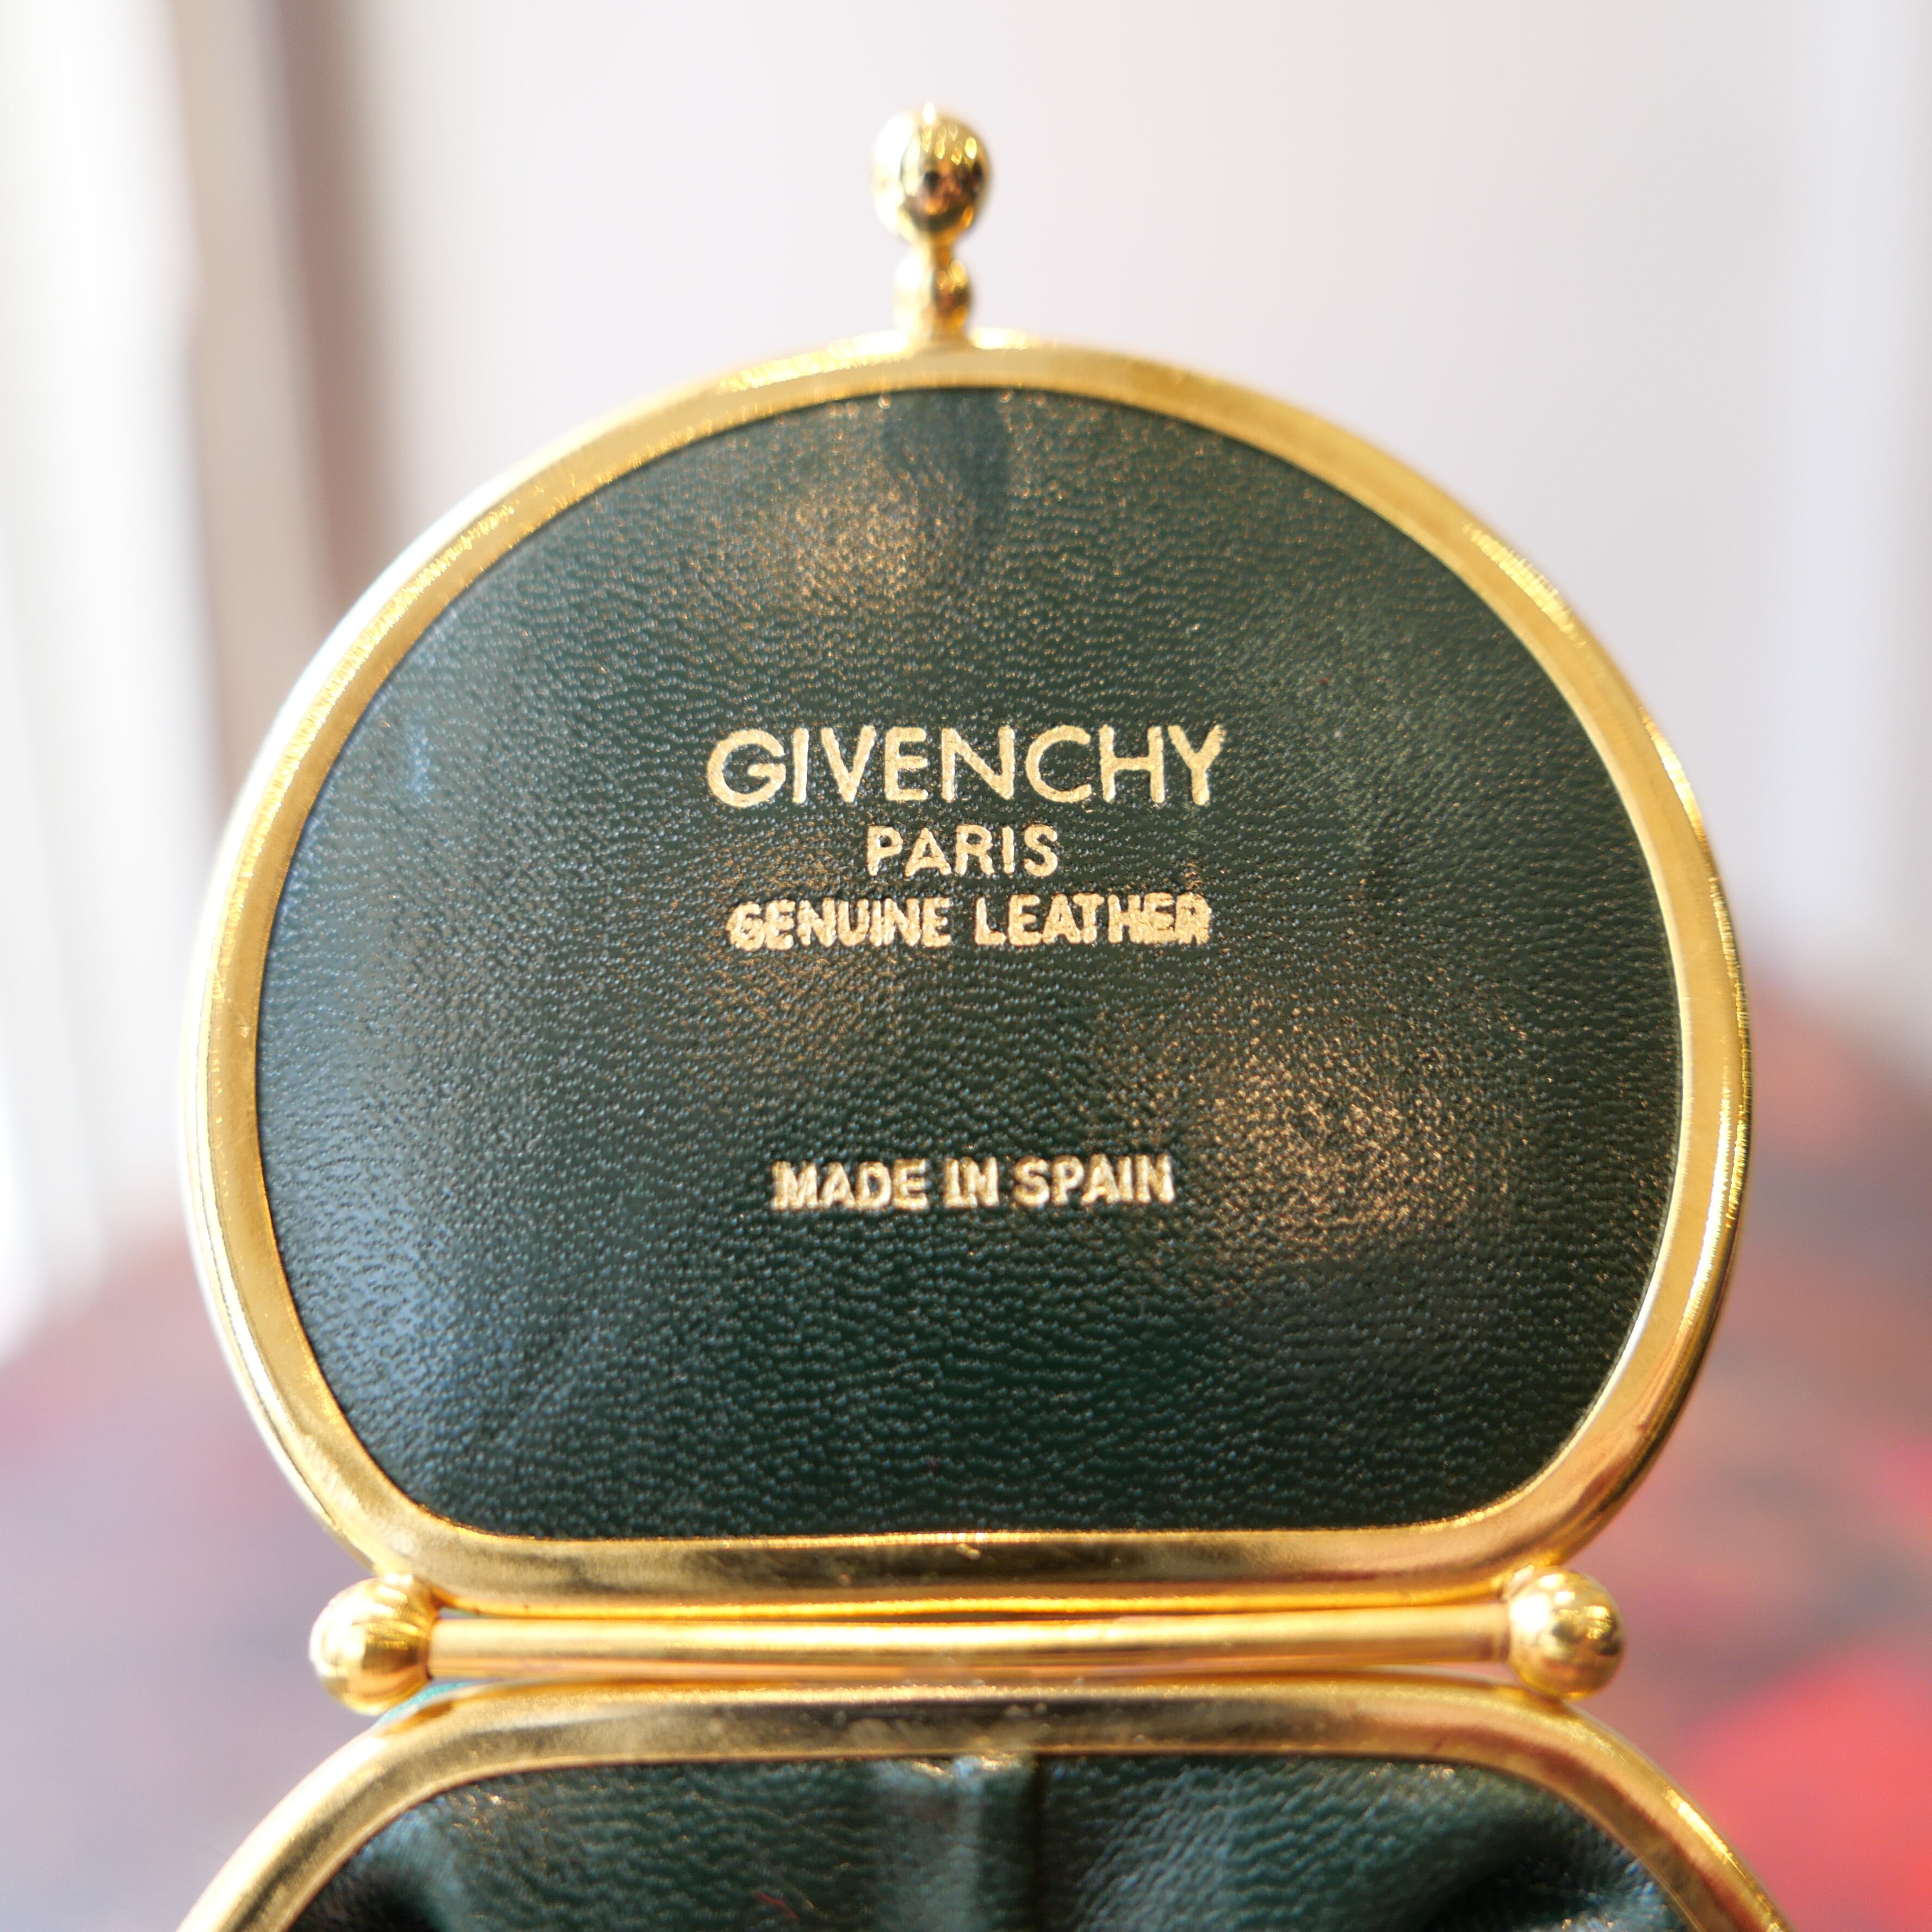 GIVENCHY
PARIS
GENUINE LEATHER
MADE IN SPAIN